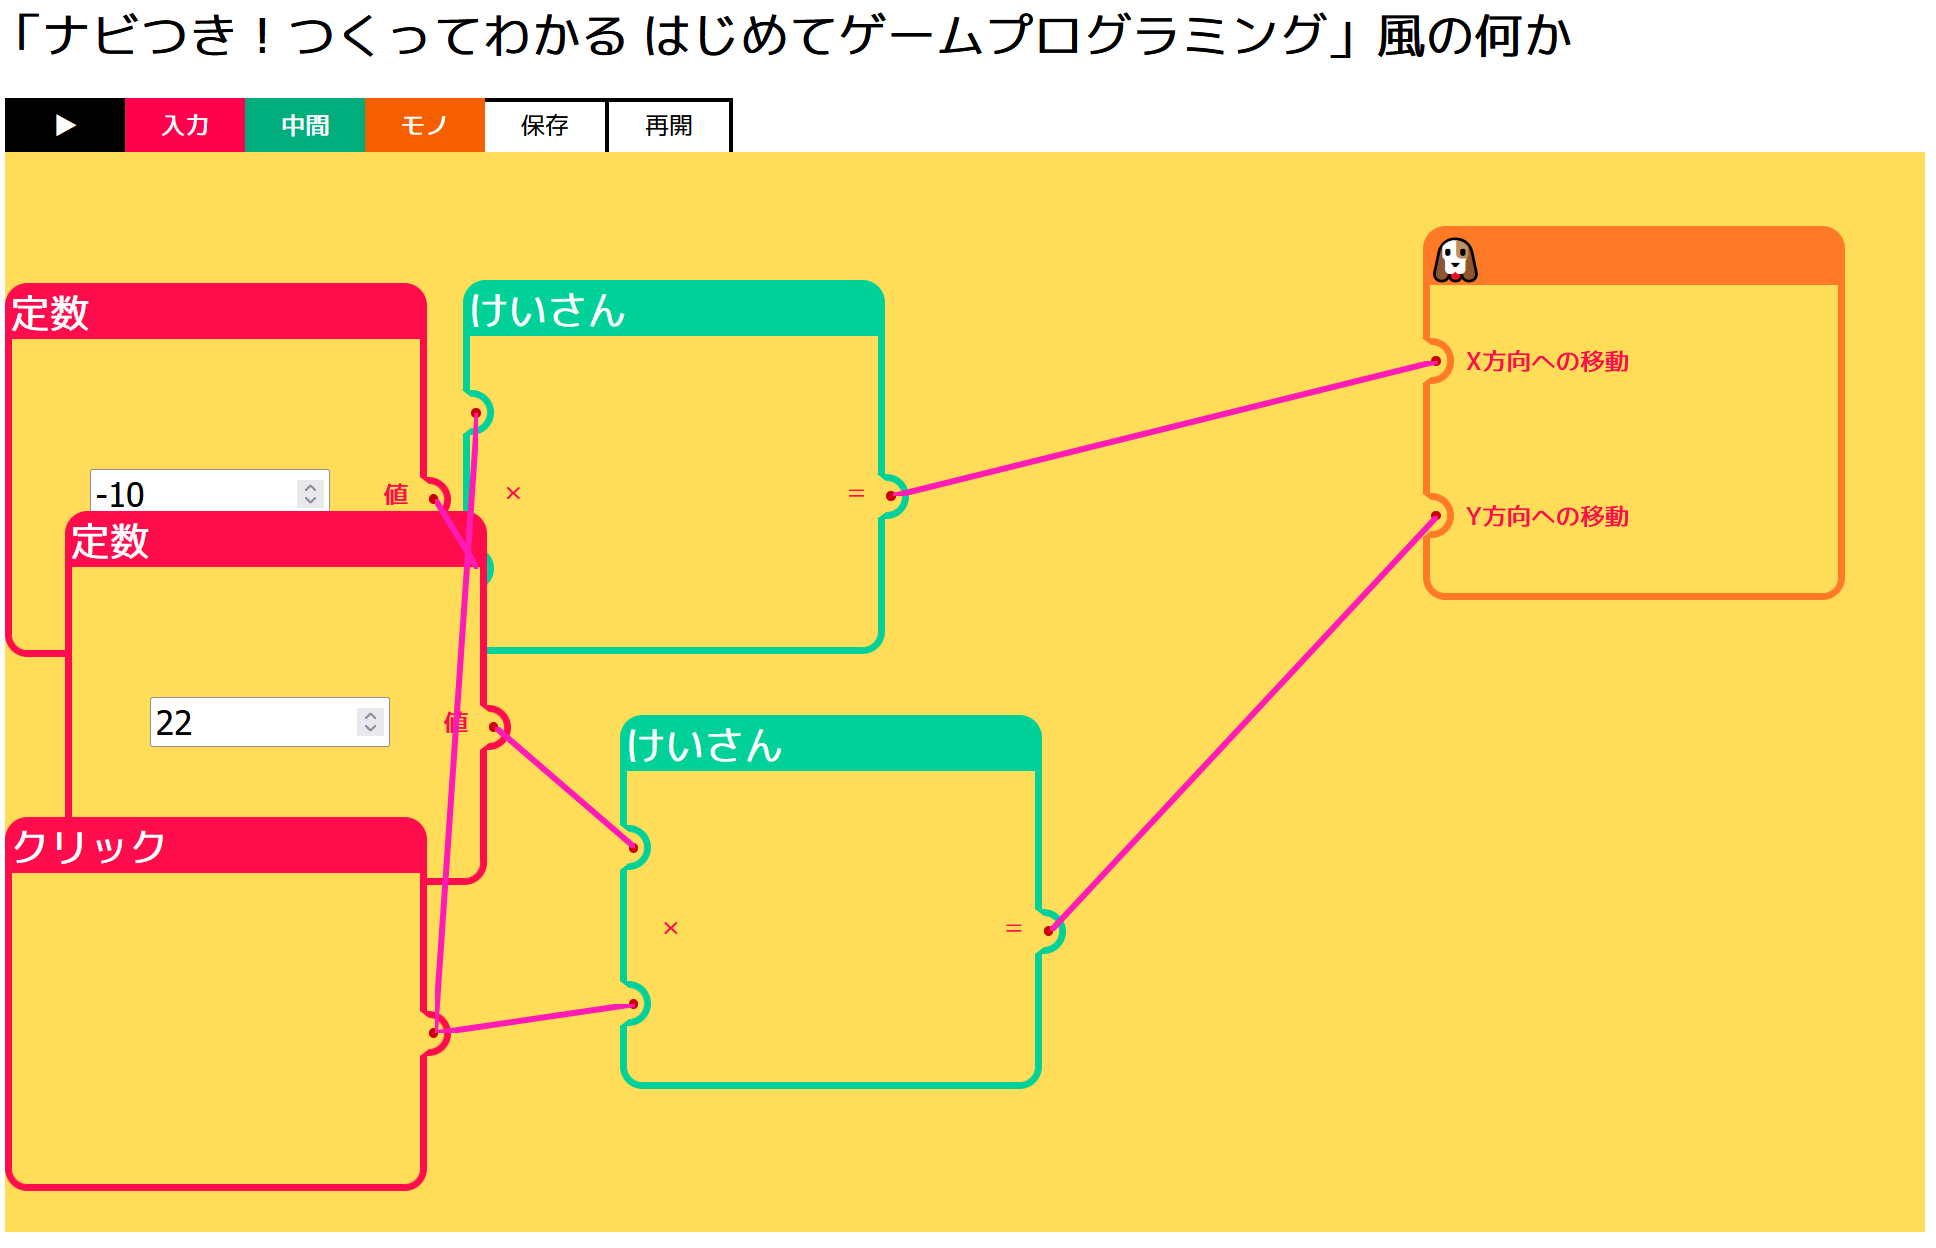 「ナビつき！つくってわかる はじめてゲームプログラミング」風の何か
▶ 入力 中間 モノ 保存 再開
定数
-10 値
けいさん
× =
X方向への移動
Y方向への移動
定数
22 値
けいさん
× =
クリック